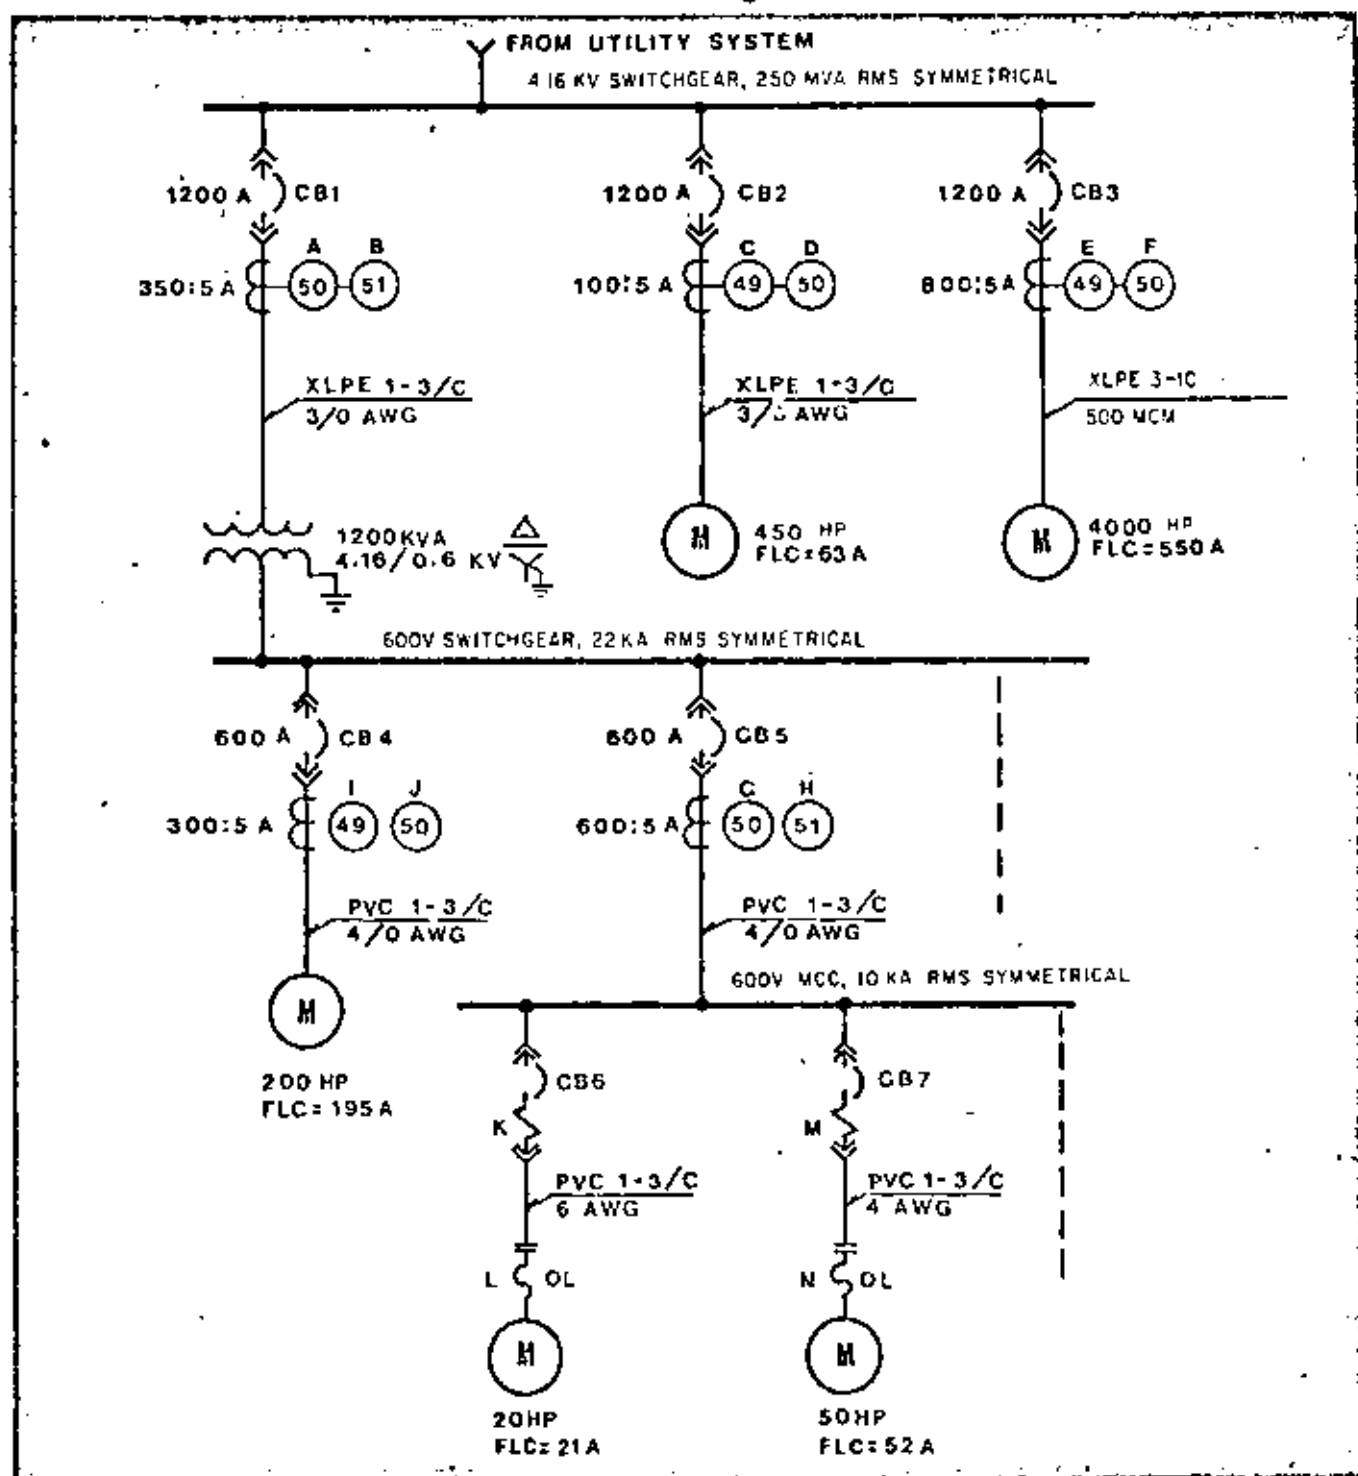 FROM UTILITY SYSTEM
4.16 KV SWITCHGEAR, 250 MVA RMS SYMMETRICAL
1200 A CB1
1200 A CB2
1200 A CB3
A B
C D
E F
350:5 A 50 51
100:5 A 49 50
800:5A 49 50
XLPE 1-3/C
3/0 AWG
XLPE 1-3/C
3/0 AWG
XLPE 3-1C
500 MCM
1200 KVA
4.16/0.6 KV
M
450 HP
FLC=63 A
M
4000 HP
FLC=550 A
600V SWITCHGEAR, 22 KA RMS SYMMETRICAL
600 A CB4
600 A CB5
I J
G H
300:5 A 49 50
600:5 A 50 51
PVC 1-3/C
4/0 AWG
PVC 1-3/C
4/0 AWG
600V MCC, 10 KA RMS SYMMETRICAL
M
200 HP
FLC=195 A
CB6
CB7
K
M
PVC 1-3/C
6 AWG
PVC 1-3/C
4 AWG
L OL
N OL
M
M
20HP
FLC=21A
50HP
FLC=52A